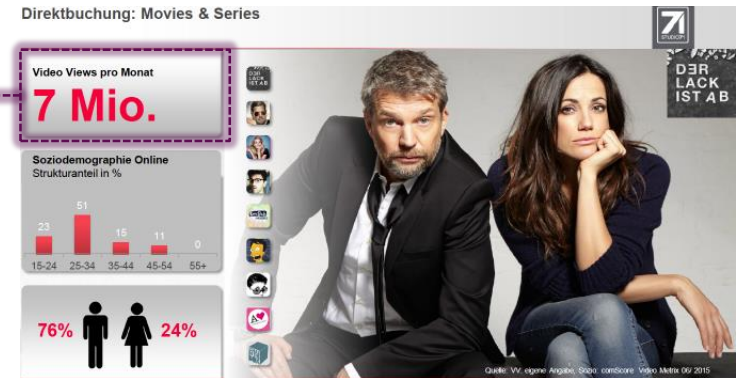 Direktbuchung: Movies & Series
71
STUDIO71
Video Views pro Monat
7 Mio.
DER
LACK
IST AB
Soziodemographie Online
Strukturanteil in %
23 51 15 11 0
15-24 25-34 35-44 45-54 55+
76% 24%
Quelle: VV: eigene Angabe, Sozio: comScore Video Metrix 06/ 2015